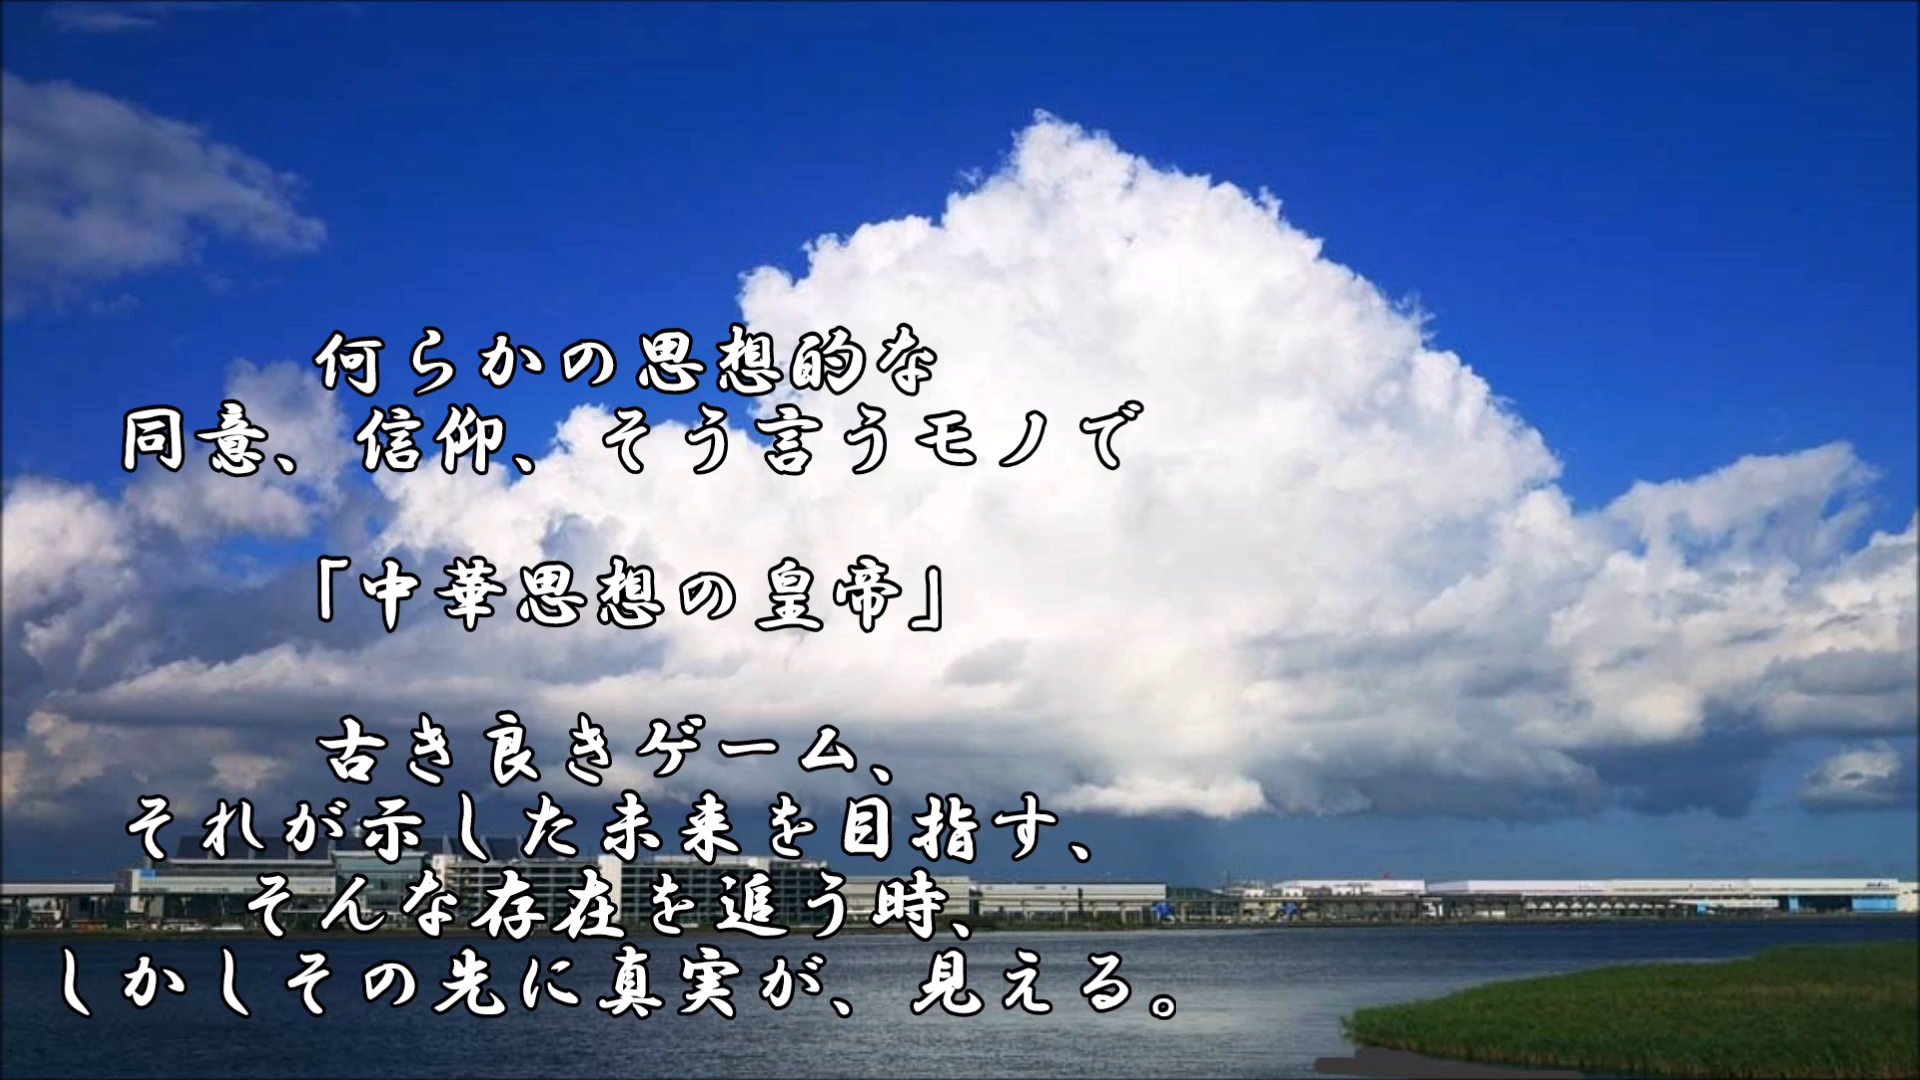 何らかの思想的な
同意、信仰、そう言うモノで
「中華思想の皇帝」
古き良きゲーム、
それが示した未来を目指す、
そんな存在を追う時、
しかしその先に真実が、見える。